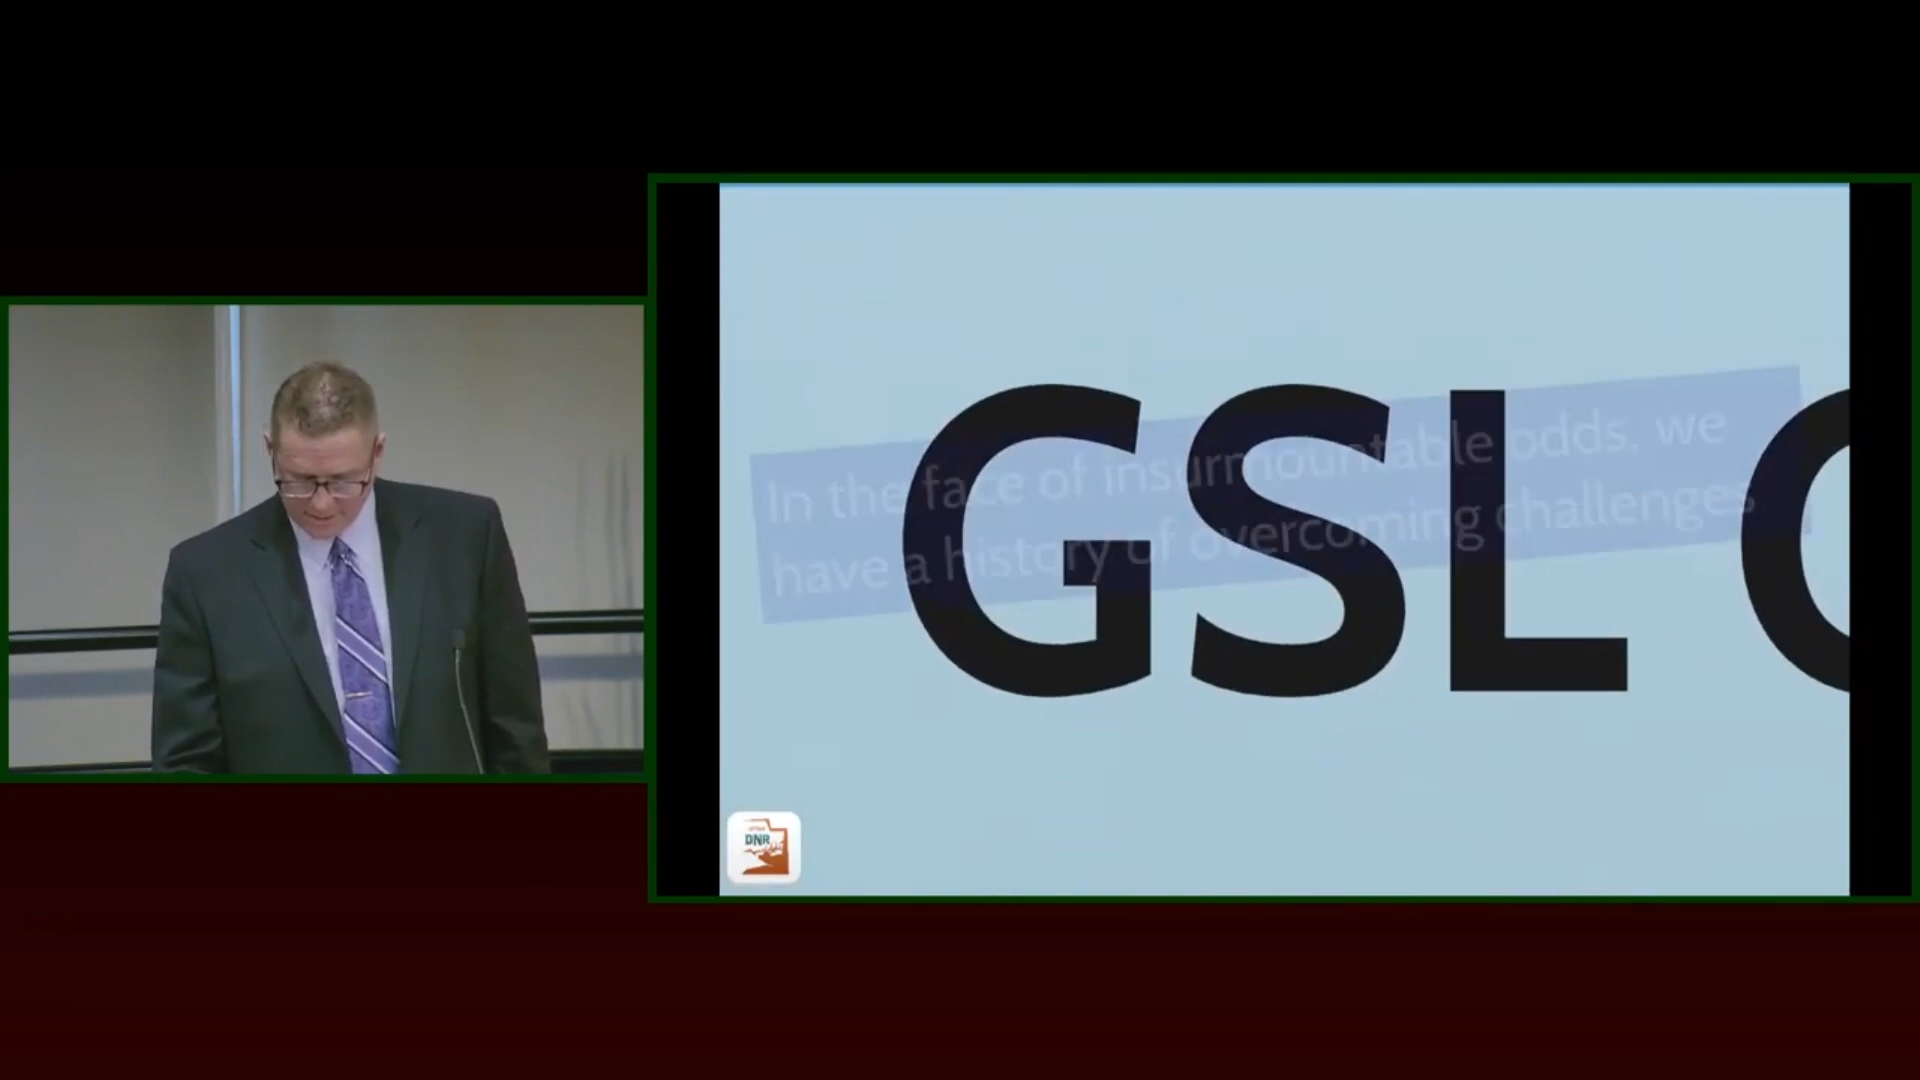 GSL
In the face of insurmountable odds, we
have a history of overcoming challenges
DNR